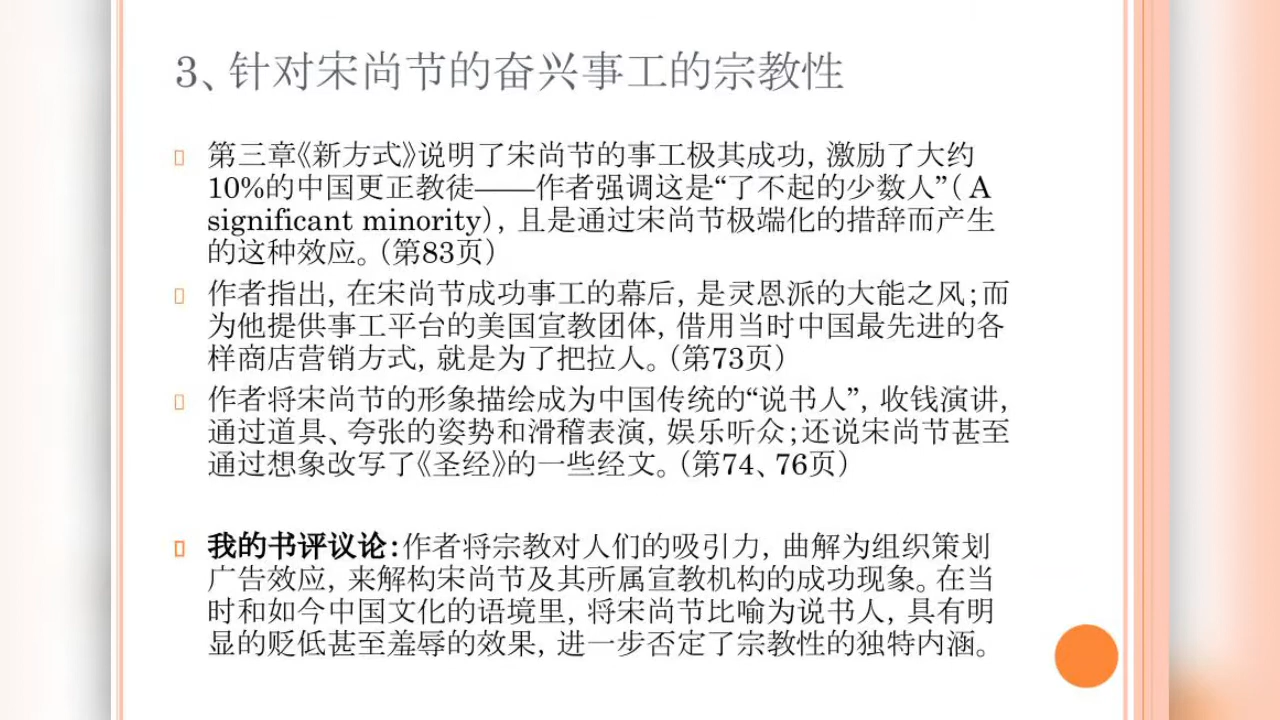 3、针对宋尚节的奋兴事工的宗教性
第三章《新方式》说明了宋尚节的事工极其成功, 激励了大约
10%的中国更正教徒——作者强调这是“了不起的少数人”( A
significant minority), 且是通过宋尚节极端化的措辞而产生
的这种效应。(第83页)
作者指出, 在宋尚节成功事工的幕后, 是灵恩派的大能之风;而
为他提供事工平台的美国宣教团体, 借用当时中国最先进的各
样商店营销方式, 就是为了把拉人。(第73页)
作者将宋尚节的形象描绘成为中国传统的“说书人”, 收钱演讲,
通过道具、夸张的姿势和滑稽表演, 娱乐听众;还说宋尚节甚至
通过想象改写了《圣经》的一些经文。(第74、76页)
我的书评议论:作者将宗教对人们的吸引力, 曲解为组织策划
广告效应, 来解构宋尚节及其所属宣教机构的成功现象。在当
时和如今中国文化的语境里, 将宋尚节比喻为说书人, 具有明
显的贬低甚至羞辱的效果, 进一步否定了宗教性的独特内涵。